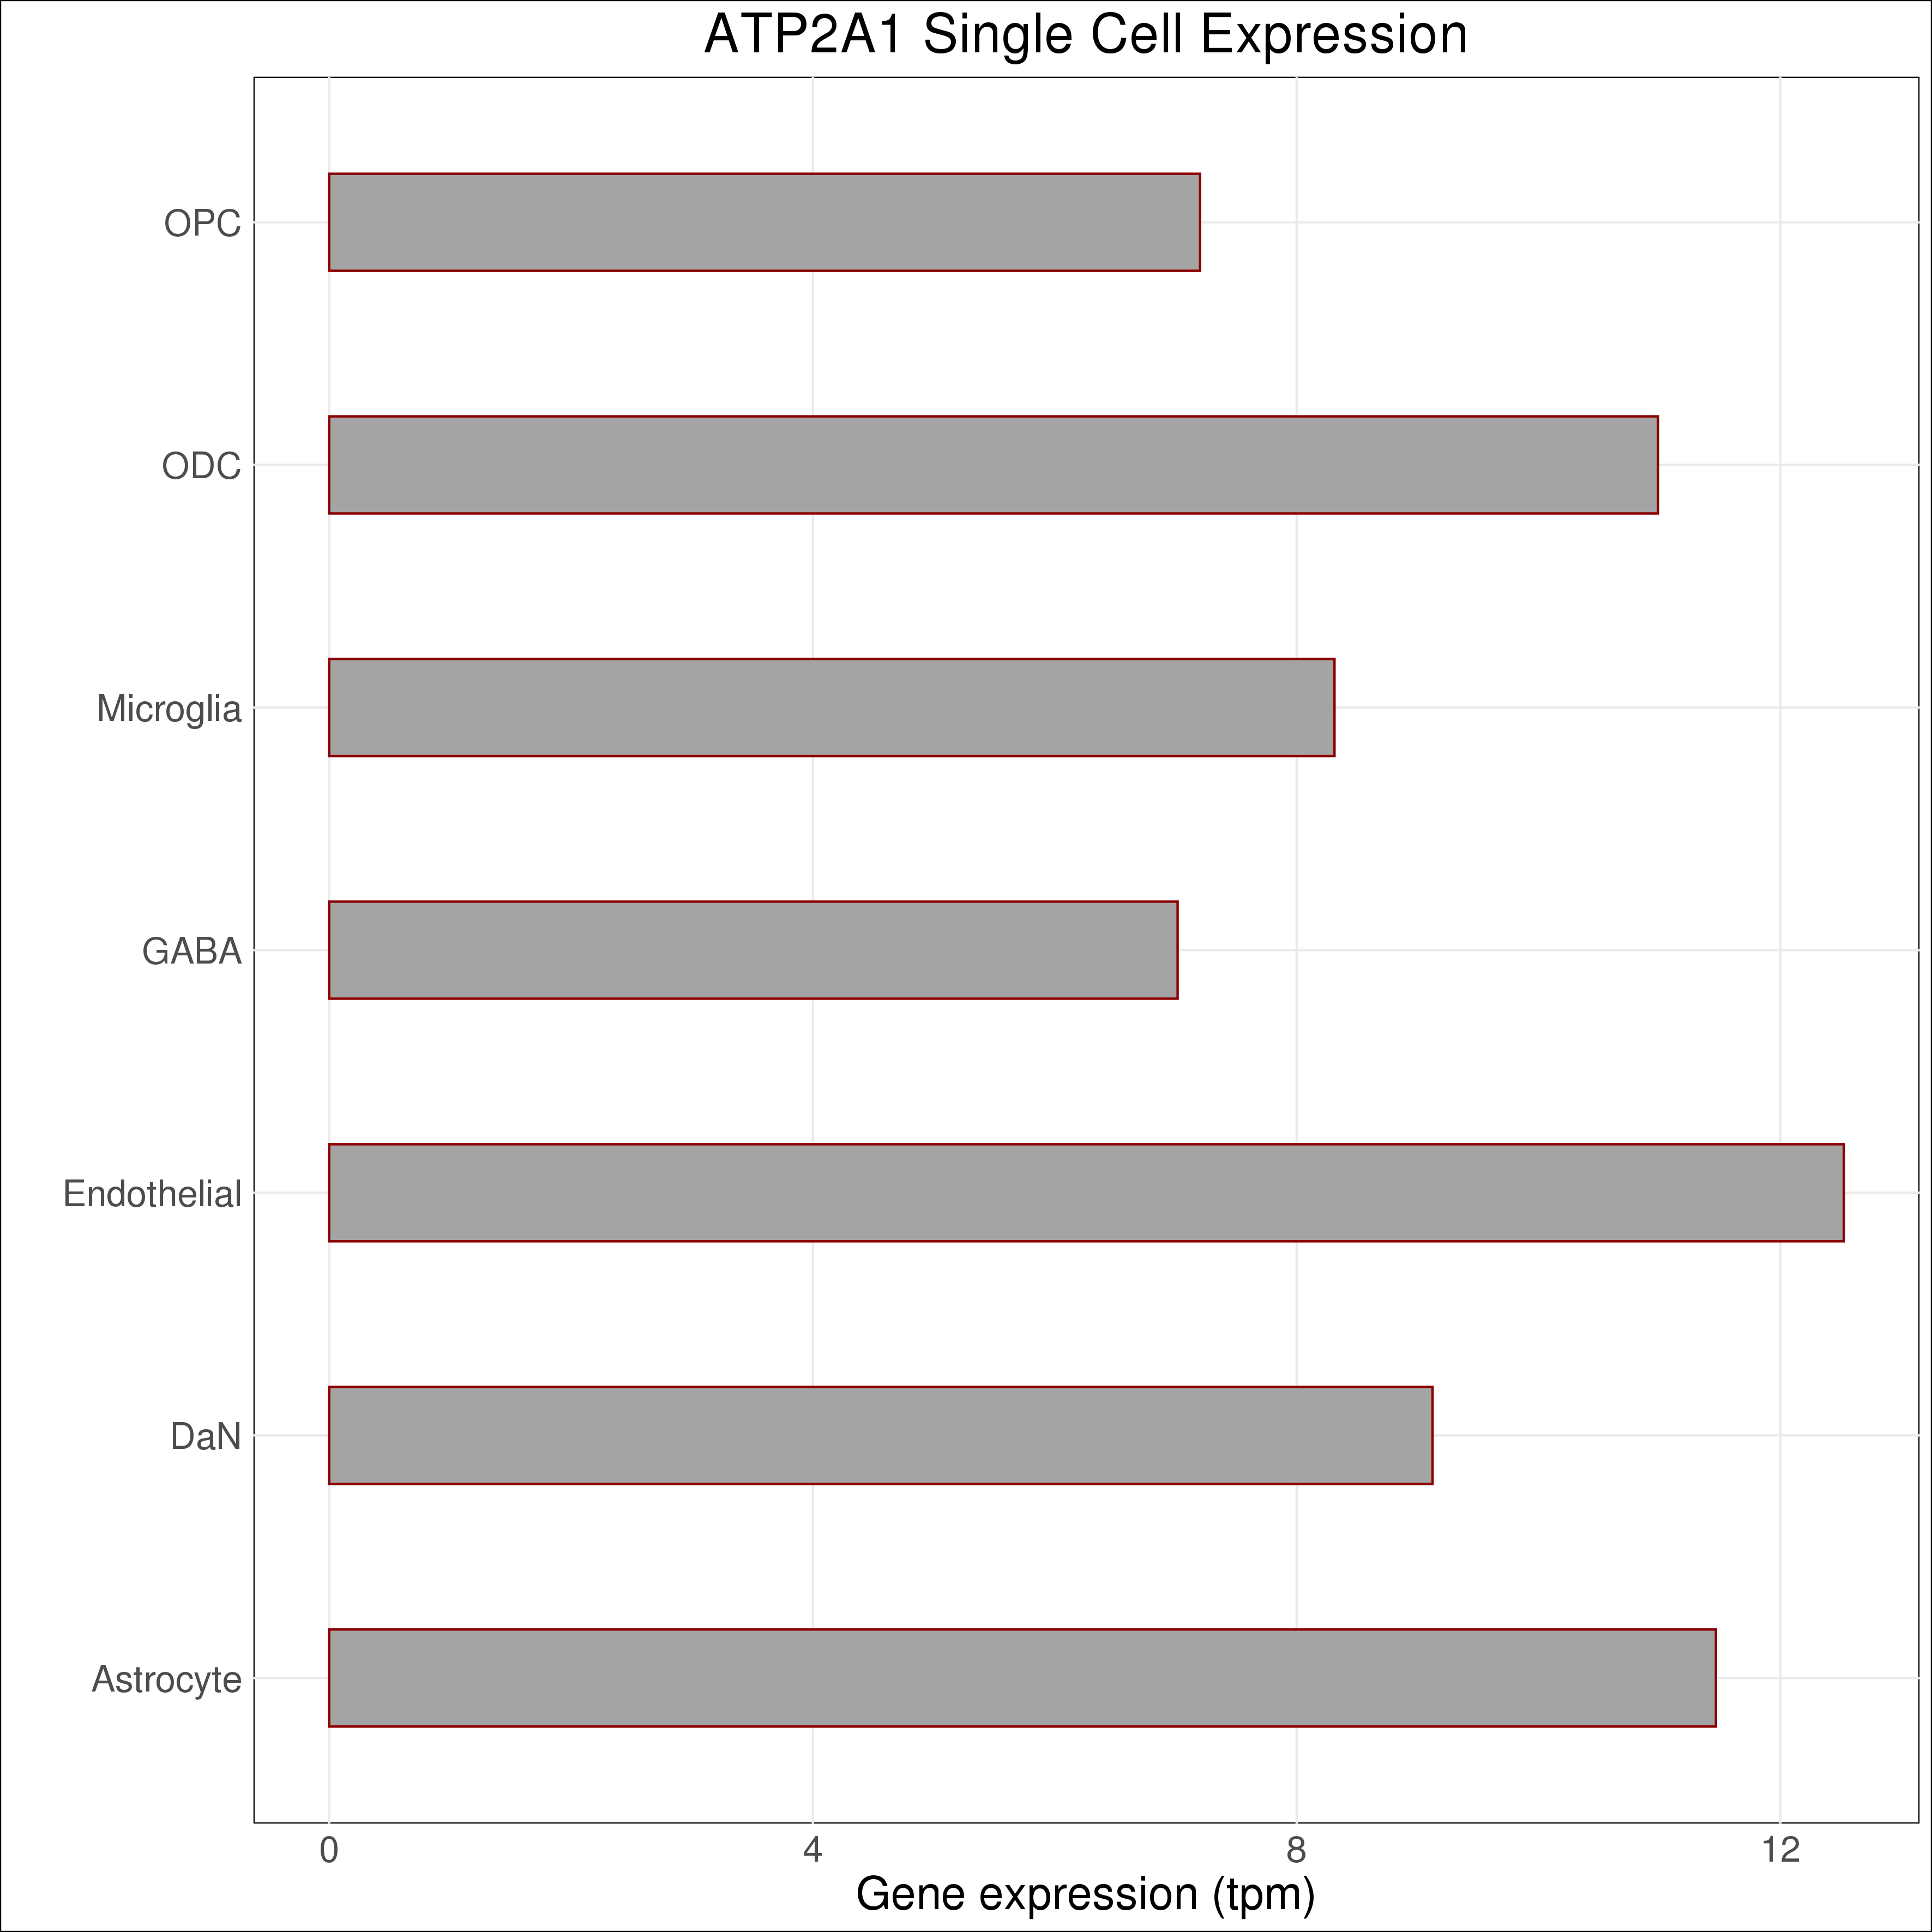 ATP2A1 Single Cell Expression
OPC
ODC
Microglia
GABA
Endothelial
DaN
Astrocyte
0 4 8 12
Gene expression (tpm)